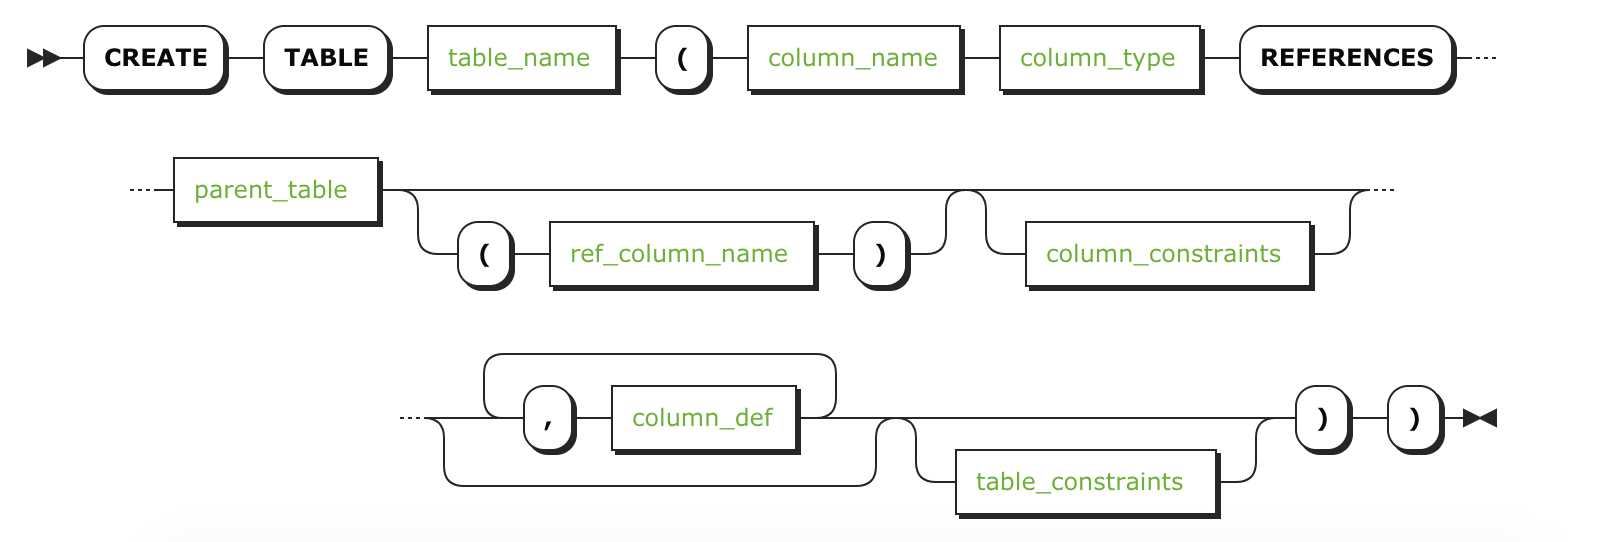 CREATE TABLE table_name ( column_name column_type REFERENCES
parent_table
( ref_column_name ) column_constraints
, column_def ) )
table_constraints